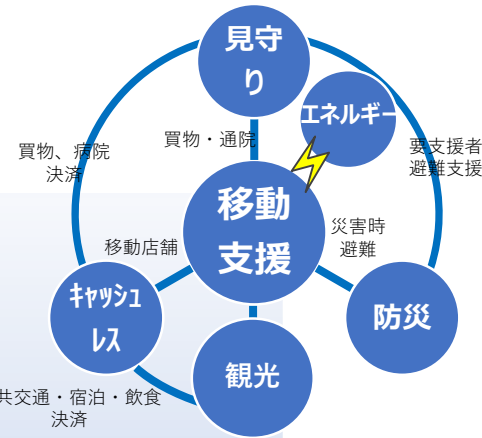 見守
り
エネルギー
買物・通院
買物、病院
決済
要支援者
避難支援
移動
支援
災害時
避難
移動店舗
ｷｬｯｼｭ
ﾚｽ
防災
観光
共交通・宿泊・飲食
決済